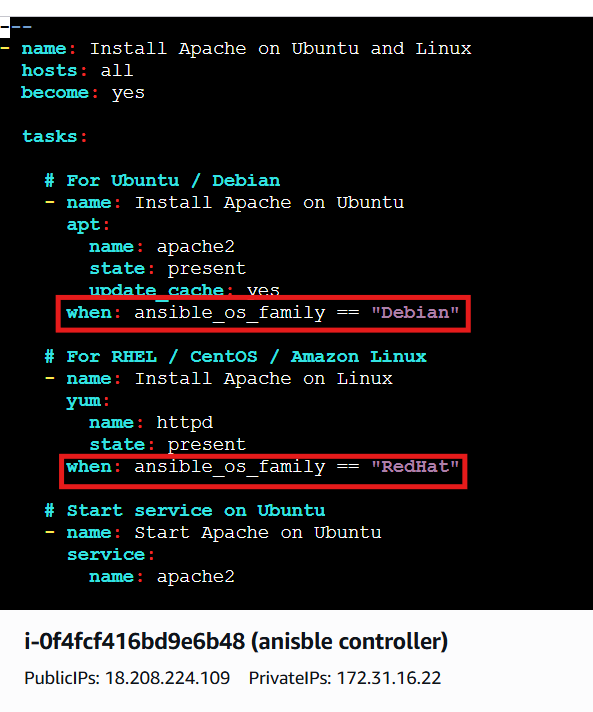 ---
- name: Install Apache on Ubuntu and Linux
  hosts: all
  become: yes

  tasks:

    # For Ubuntu / Debian
    - name: Install Apache on Ubuntu
      apt:
        name: apache2
        state: present
        update_cache: yes
      when: ansible_os_family == "Debian"

    # For RHEL / CentOS / Amazon Linux
    - name: Install Apache on Linux
      yum:
        name: httpd
        state: present
      when: ansible_os_family == "RedHat"

    # Start service on Ubuntu
    - name: Start Apache on Ubuntu
      service:
        name: apache2
i-0f4fcf416bd9e6b48 (anisble controller)
PublicIPs: 18.208.224.109 PrivateIPs: 172.31.16.22